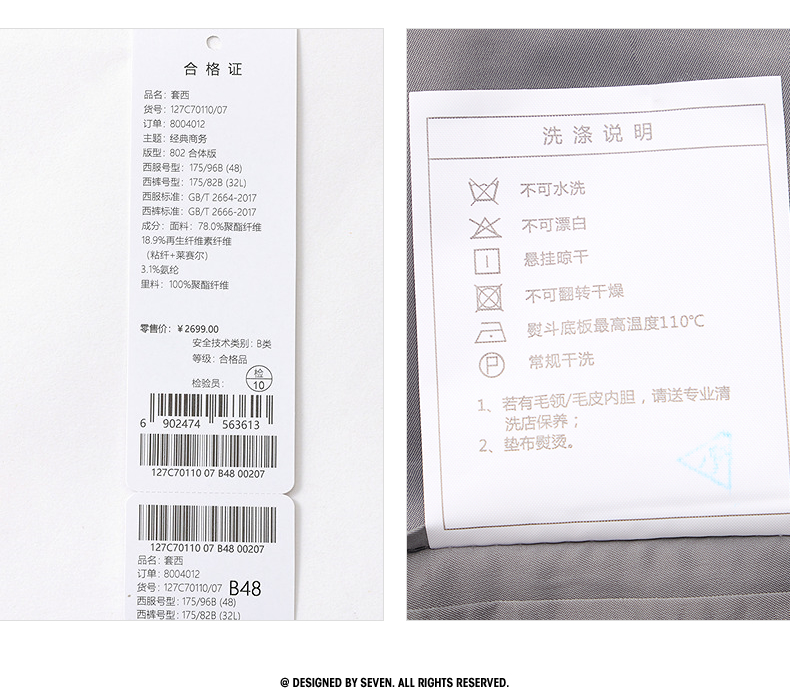 合格证
品名：套西
货号：127C70110/07
订单：8004012
主题：经典商务
版型：802 合体版
西服号型：175/96B (48)
西裤号型：175/82B (32L)
西服标准：GB/T 2664-2017
西裤标准：GB/T 2666-2017
成分：面料：78.0%聚酯纤维
18.9%再生纤维素纤维
（粘纤+莱赛尔）
3.1%氨纶
里料：100%聚酯纤维
零售价：￥2699.00
安全技术类别：B类
等级：合格品
检验员：
检
10
6 902474 563613
127C70110 07 B48 00207
127C70110 07 B48 00207
品名：套西
订单：8004012
货号：127C70110/07 B48
西服号型：175/96B (48)
西裤号型：175/82B (32L)
洗涤说明
不可水洗
不可漂白
悬挂晾干
不可翻转干燥
熨斗底板最高温度110℃
P 常规干洗
1、若有毛领/毛皮内胆，请送专业清
洗店保养；
2、垫布熨烫。
@ DESIGNED BY SEVEN. ALL RIGHTS RESERVED.